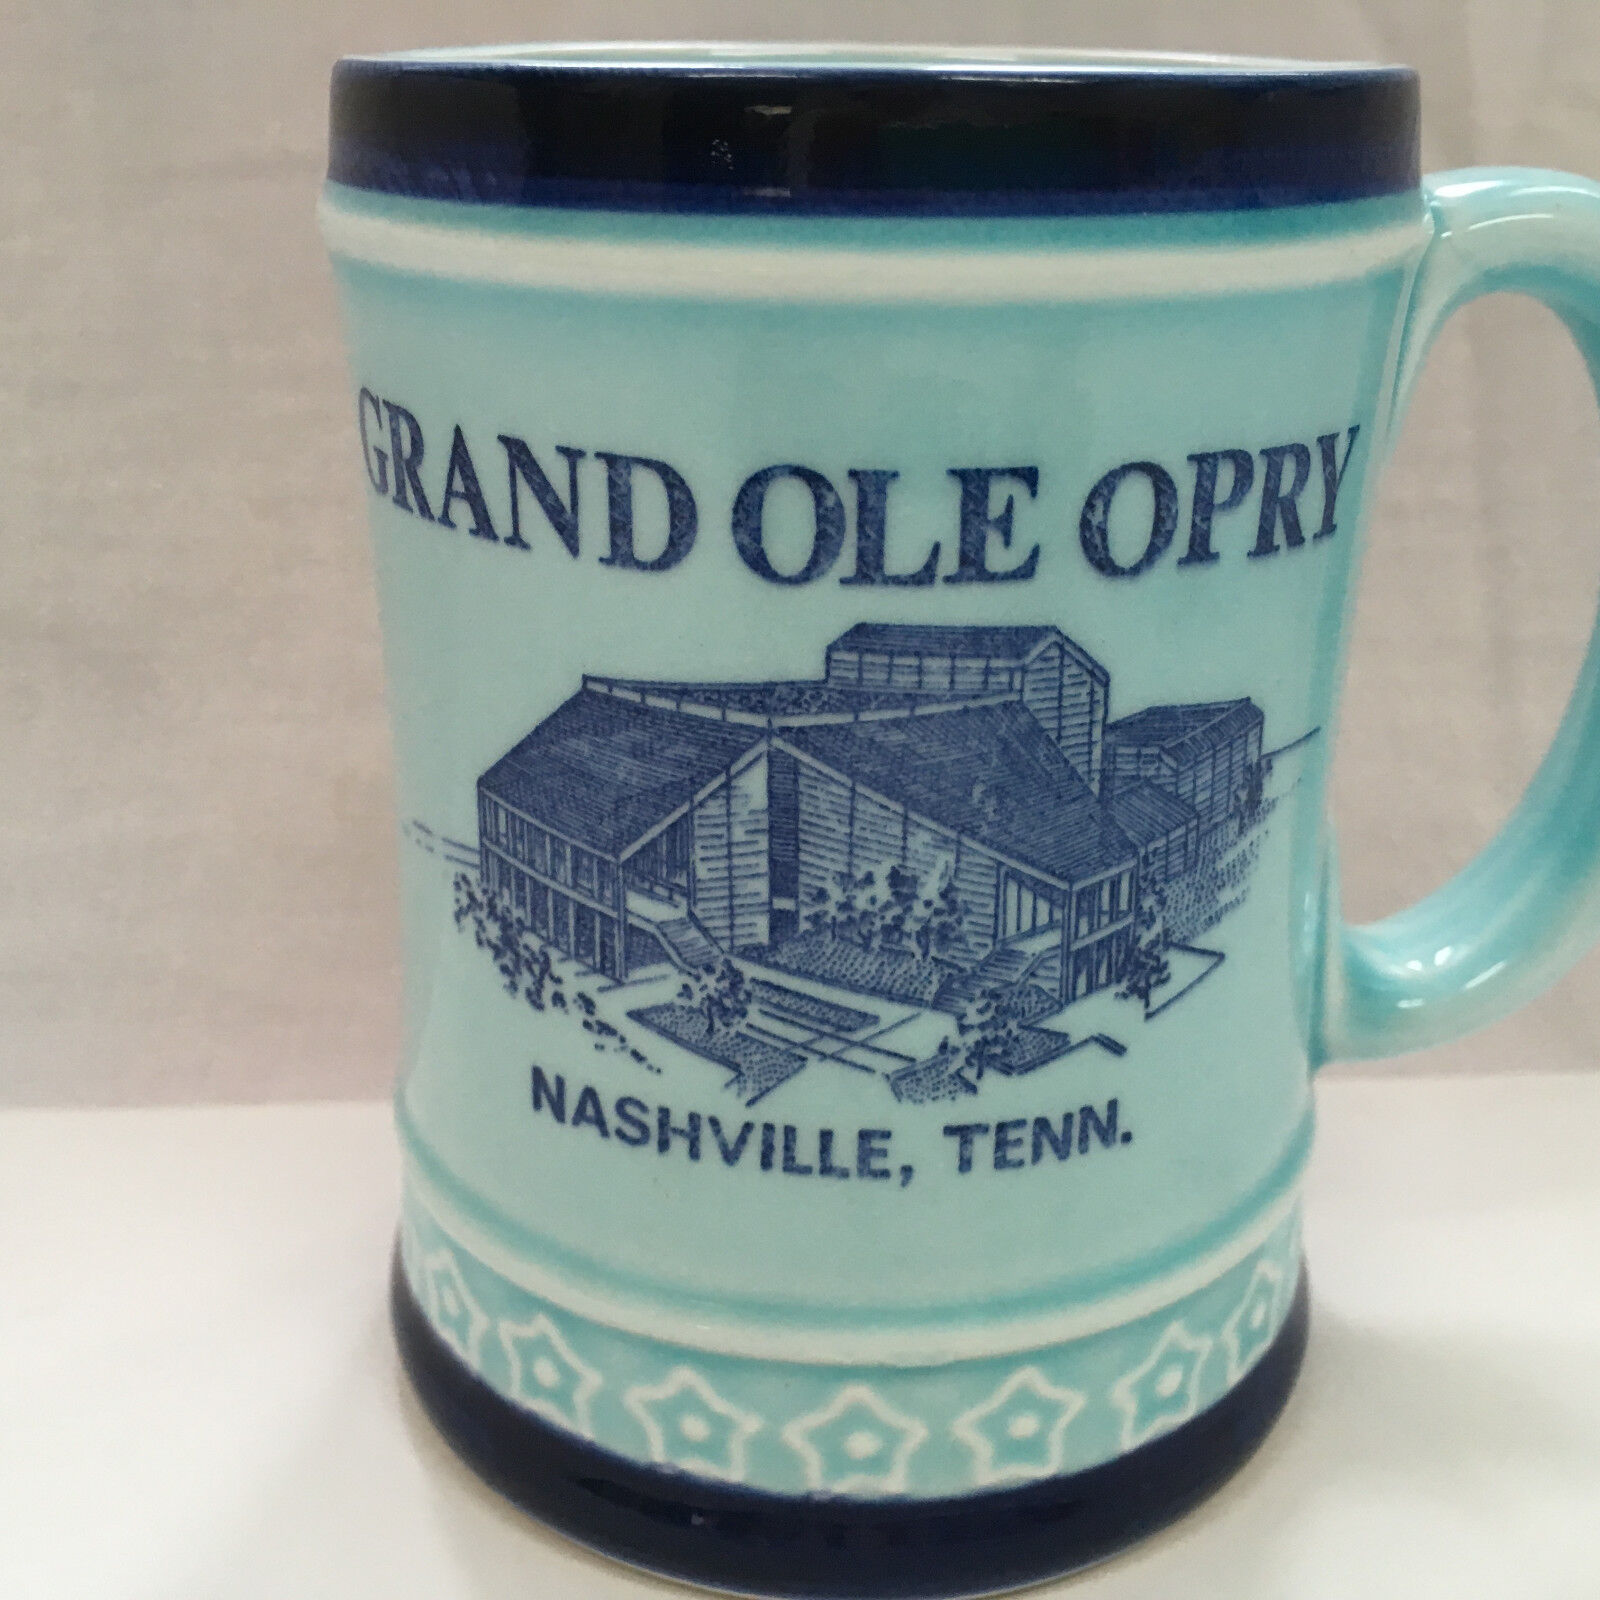 GRAND OLE OPRY
NASHVILLE, TENN.